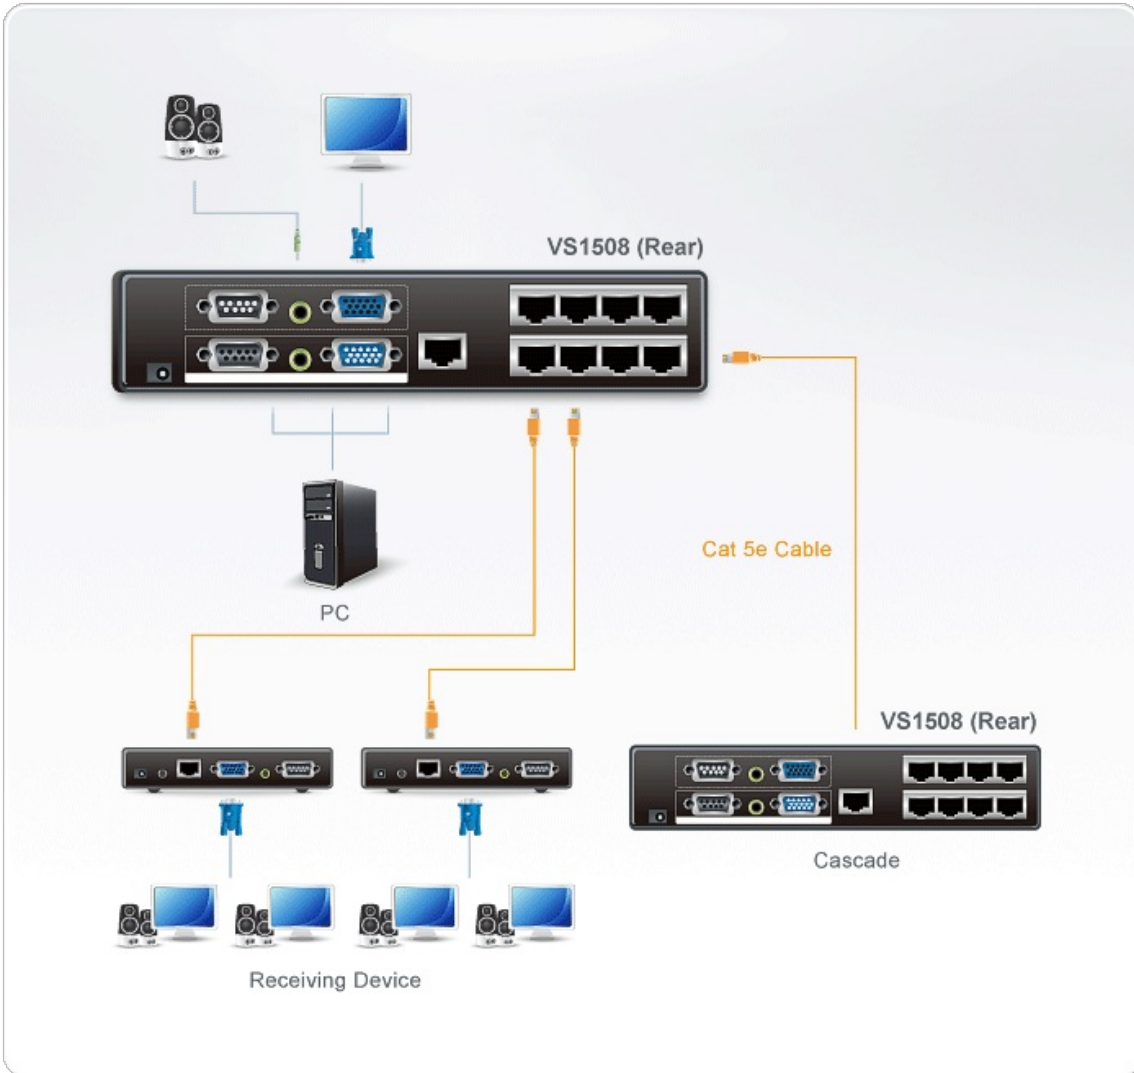 VS1508 (Rear)
Cat 5e Cable
PC
VS1508 (Rear)
Cascade
Receiving Device